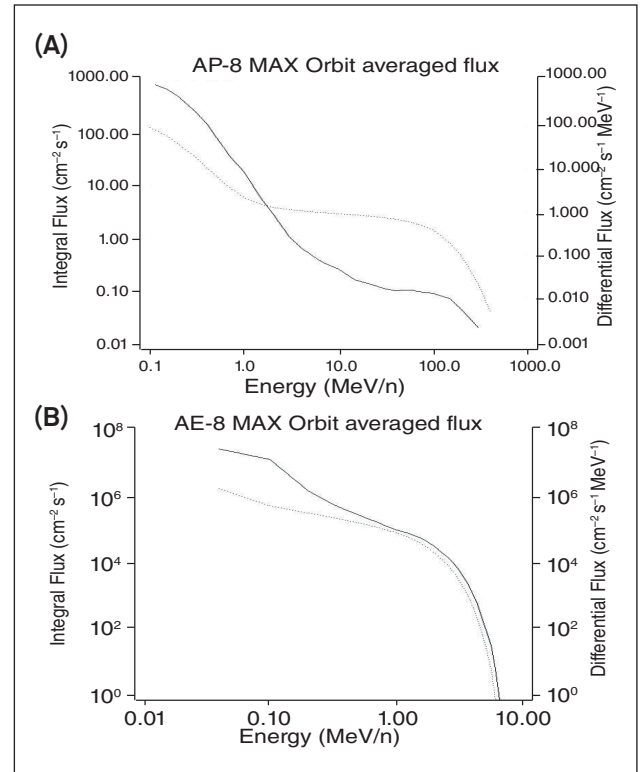 (A)
AP-8 MAX Orbit averaged flux
Integral Flux (cm⁻² s⁻¹)
1000.00
100.00
10.00
1.00
0.10
0.01
Differential Flux (cm⁻² s⁻¹ MeV⁻¹)
1000.00
100.00
10.000
1.000
0.100
0.010
0.001
0.1 1.0 10.0 100.0 1000.0
Energy (MeV/n)
(B)
AE-8 MAX Orbit averaged flux
Integral Flux (cm⁻² s⁻¹)
10⁸
10⁶
10⁴
10²
10⁰
Differential Flux (cm⁻² s⁻¹ MeV⁻¹)
10⁸
10⁶
10⁴
10²
10⁰
0.01 0.10 1.00 10.00
Energy (MeV/n)